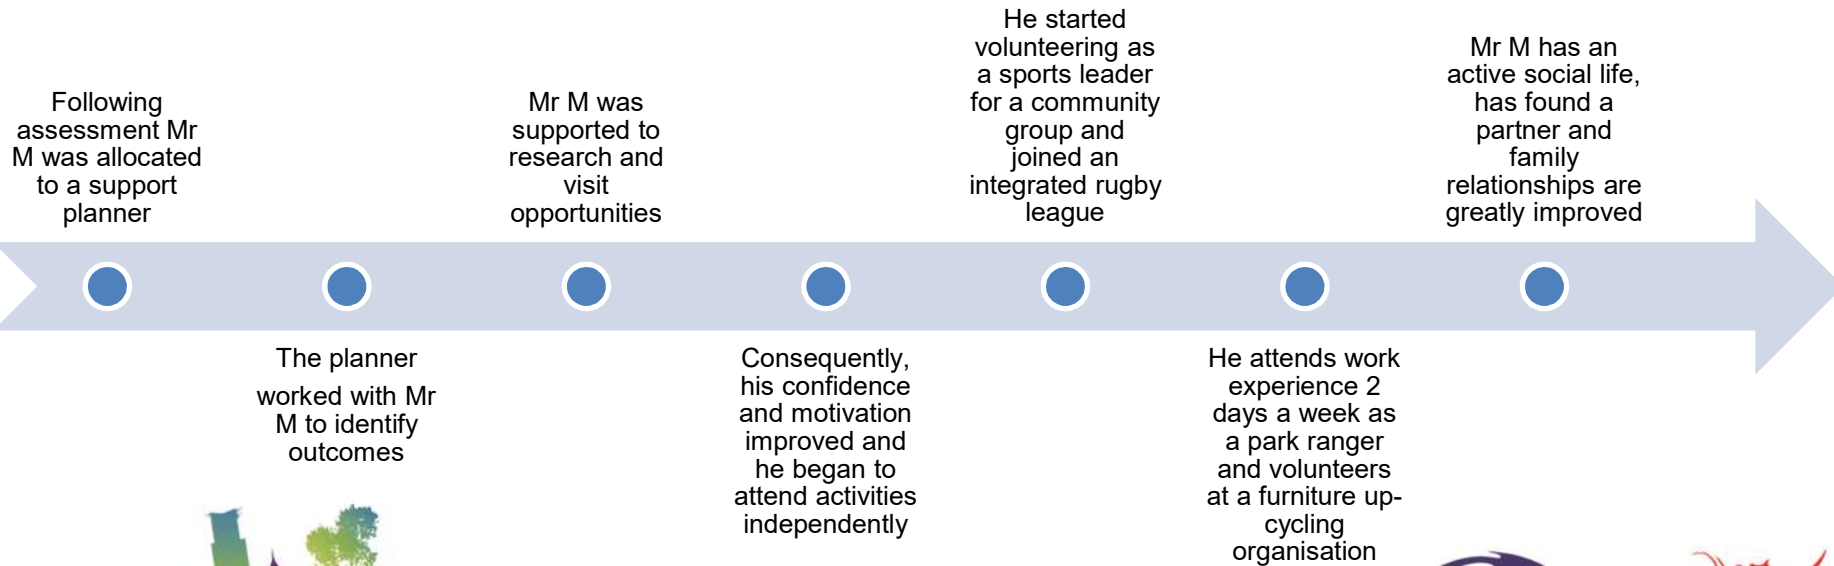 Following
assessment Mr
M was allocated
to a support
planner
The planner
worked with Mr
M to identify
outcomes
Mr M was
supported to
research and
visit
opportunities
Consequently,
his confidence
and motivation
improved and
he began to
attend activities
independently
He started
volunteering as
a sports leader
for a community
group and
joined an
integrated rugby
league
He attends work
experience 2
days a week as
a park ranger
and volunteers
at a furniture up-
cycling
organisation
Mr M has an
active social life,
has found a
partner and
family
relationships are
greatly improved